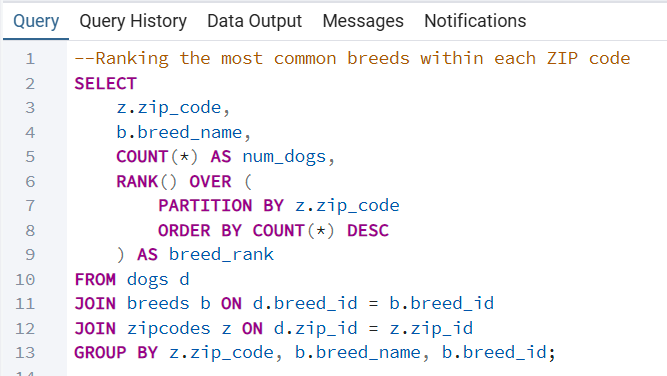 Query Query History Data Output Messages Notifications
1 --Ranking the most common breeds within each ZIP code
2 SELECT
3 z.zip_code,
4 b.breed_name,
5 COUNT(*) AS num_dogs,
6 RANK() OVER (
7 PARTITION BY z.zip_code
8 ORDER BY COUNT(*) DESC
9 ) AS breed_rank
10 FROM dogs d
11 JOIN breeds b ON d.breed_id = b.breed_id
12 JOIN zipcodes z ON d.zip_id = z.zip_id
13 GROUP BY z.zip_code, b.breed_name, b.breed_id;
14